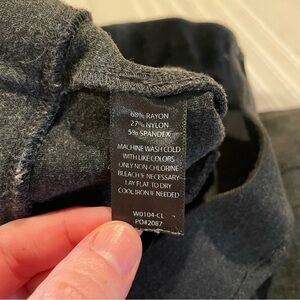 68% RAYON
27% NYLON
5% SPANDEX
MACHINE WASH COLD
WITH LIKE COLORS
ONLY NON-CHLORINE
BLEACH IF NECESSARY
LAY FLAT TO DRY
COOL IRON IF NEEDED
W0104-CL
PO#2087